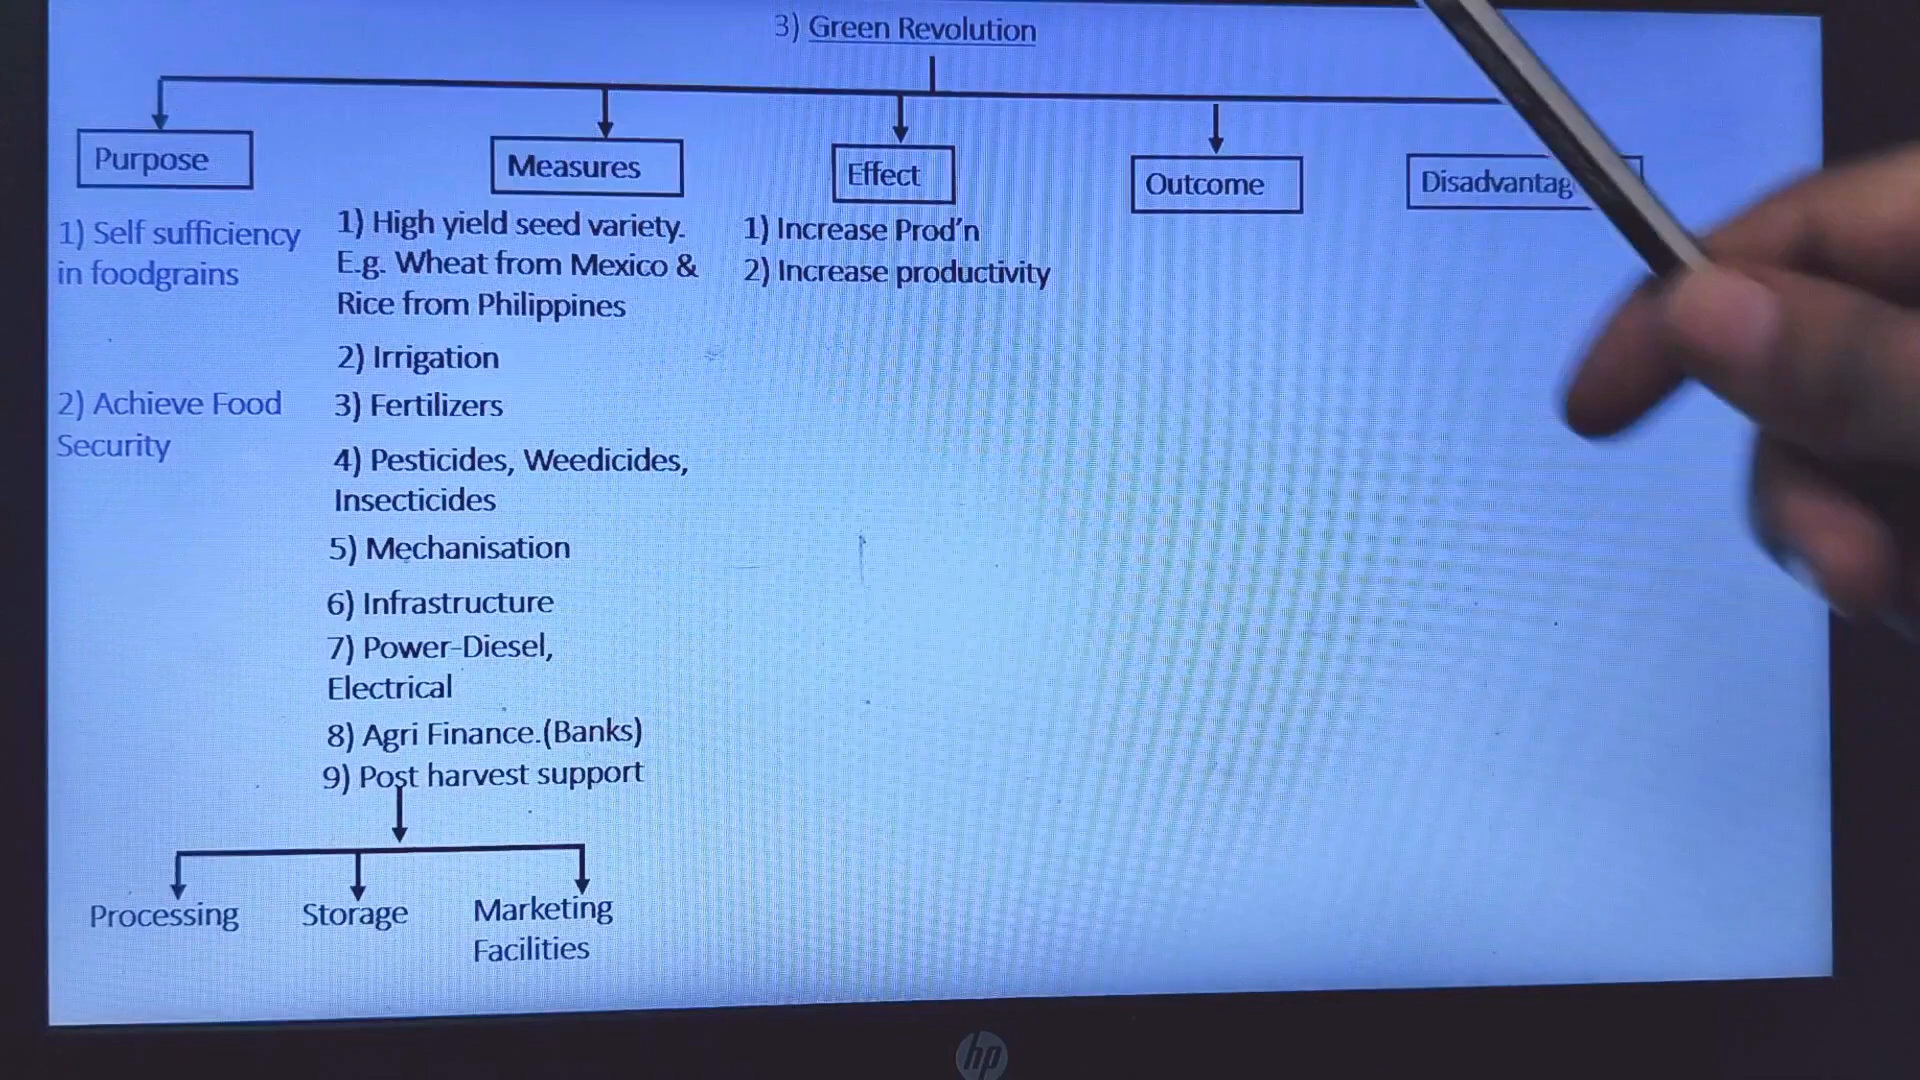 3) Green Revolution
Purpose
Measures
Effect
Outcome
1) Self sufficiency
in foodgrains
2) Achieve Food
Security
1) High yield seed variety.
E.g. Wheat from Mexico &
Rice from Philippines
2) Irrigation
3) Fertilizers
4) Pesticides, Weedicides,
Insecticides
5) Mechanisation
6) Infrastructure
7) Power-Diesel,
Electrical
8) Agri Finance.(Banks)
9) Post harvest support
Processing
Storage
Marketing
Facilities
1) Increase Prod'n
2) Increase productivity
hp